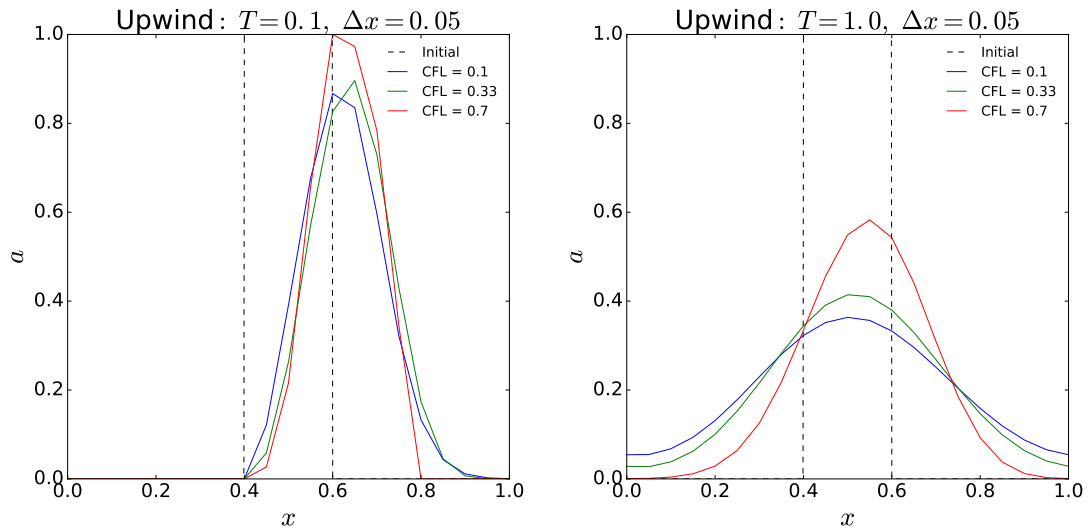 Upwind: T = 0.1, Δx = 0.05
1.0
0.8
0.6
0.4
0.2
0.0
a
Initial
CFL = 0.1
CFL = 0.33
CFL = 0.7
0.0 0.2 0.4 0.6 0.8 1.0
x
Upwind: T = 1.0, Δx = 0.05
1.0
0.8
0.6
0.4
0.2
0.0
a
Initial
CFL = 0.1
CFL = 0.33
CFL = 0.7
0.0 0.2 0.4 0.6 0.8 1.0
x